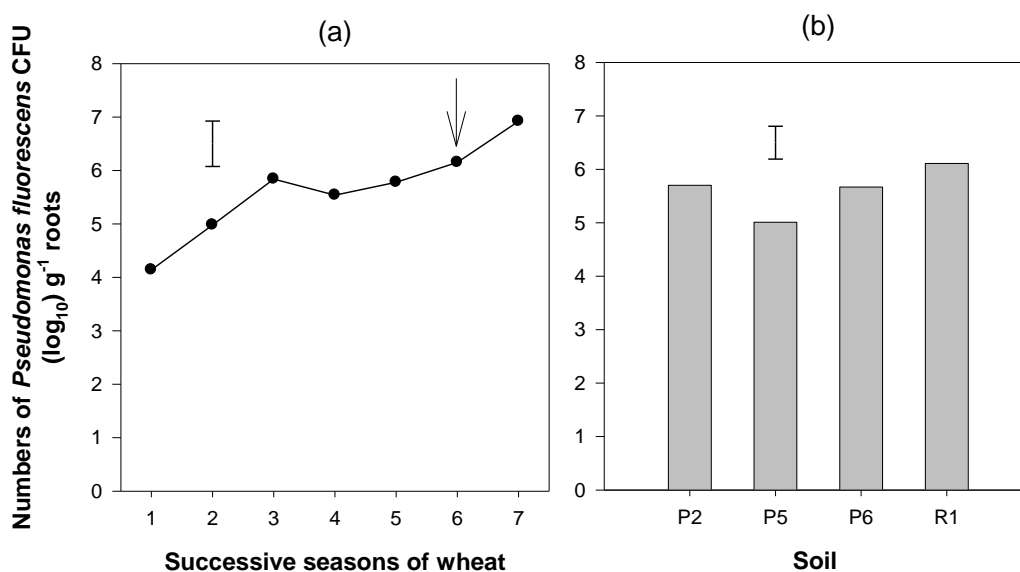 (a)
(b)
Numbers of Pseudomonas fluorescens CFU
(log₁₀) g⁻¹ roots
8
7
6
5
4
3
2
1
0
1 2 3 4 5 6 7
Successive seasons of wheat
8
7
6
5
4
3
2
1
0
P2 P5 P6 R1
Soil